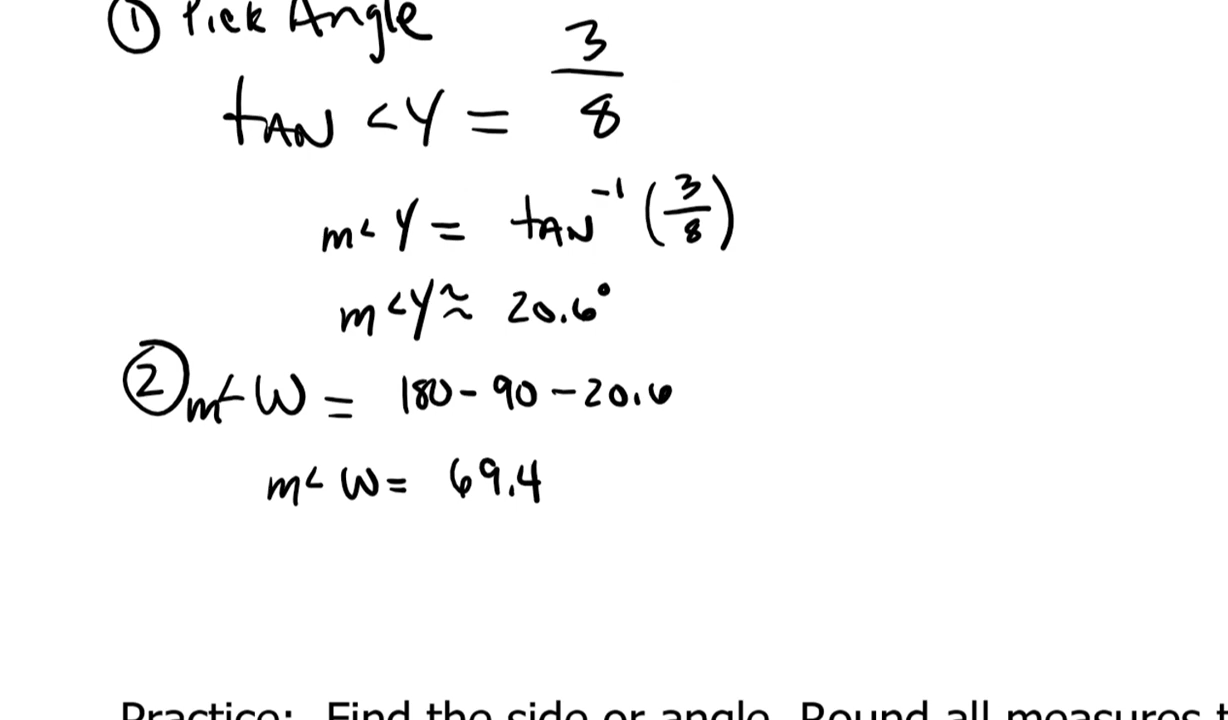 ① Pick Angle
tAN <Y = 3/8
m< Y = tAN⁻¹ (3/8)
m <Y ≈ 20.6°
② m< W = 180 - 90 - 20.6
m< W = 69.4
Practice: Find the side or angle. Round all measures